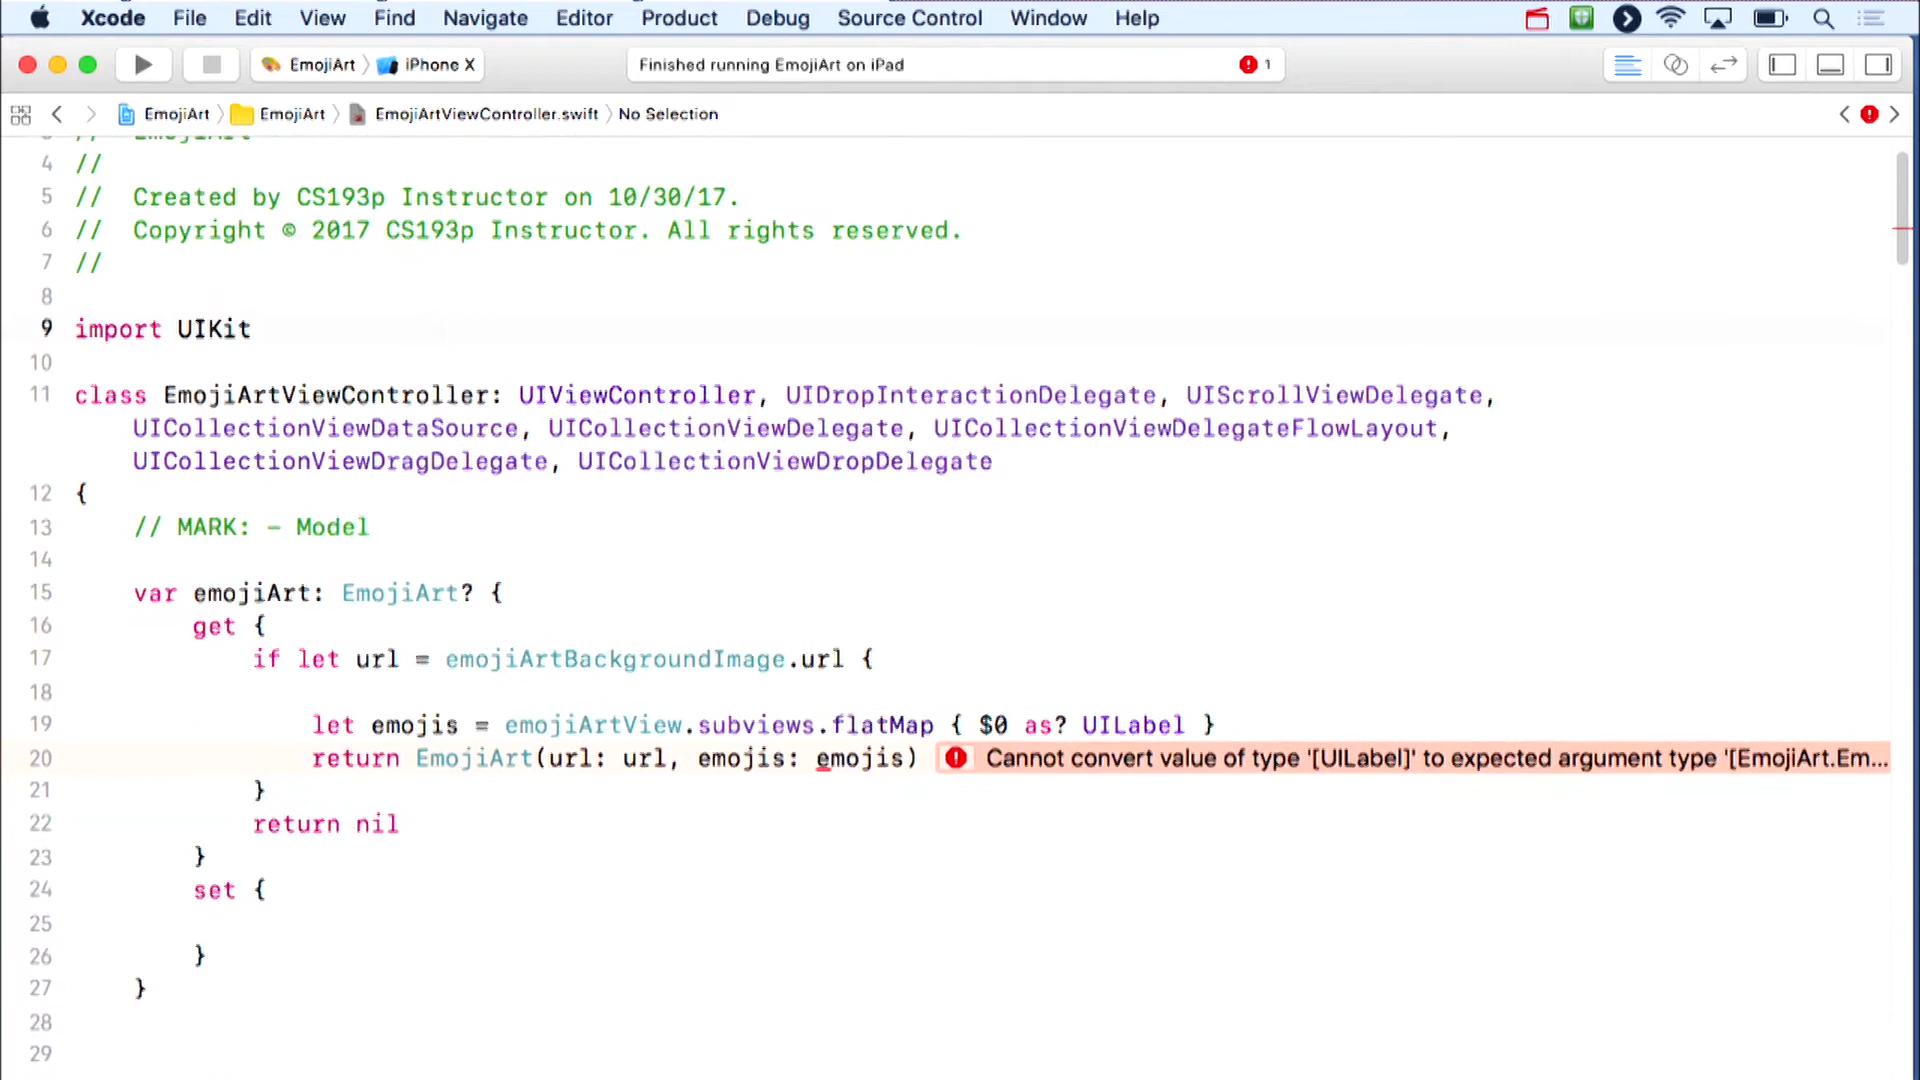 Xcode File Edit View Find Navigate Editor Product Debug Source Control Window Help
EmojiArt iPhone X Finished running EmojiArt on iPad 1
EmojiArt EmojiArt EmojiArtViewController.swift No Selection
3 // EmojiArt
4 //
5 // Created by CS193p Instructor on 10/30/17.
6 // Copyright © 2017 CS193p Instructor. All rights reserved.
7 //
8
9 import UIKit
10
11 class EmojiArtViewController: UIViewController, UIDropInteractionDelegate, UIScrollViewDelegate,
UICollectionViewDataSource, UICollectionViewDelegate, UICollectionViewDelegateFlowLayout,
UICollectionViewDragDelegate, UICollectionViewDropDelegate
12 {
13 // MARK: - Model
14
15 var emojiArt: EmojiArt? {
16 get {
17 if let url = emojiArtBackgroundImage.url {
18
19 let emojis = emojiArtView.subviews.flatMap { $0 as? UILabel }
20 return EmojiArt(url: url, emojis: emojis) Cannot convert value of type '[UILabel]' to expected argument type '[EmojiArt.Em...
21 }
22 return nil
23 }
24 set {
25
26 }
27 }
28
29